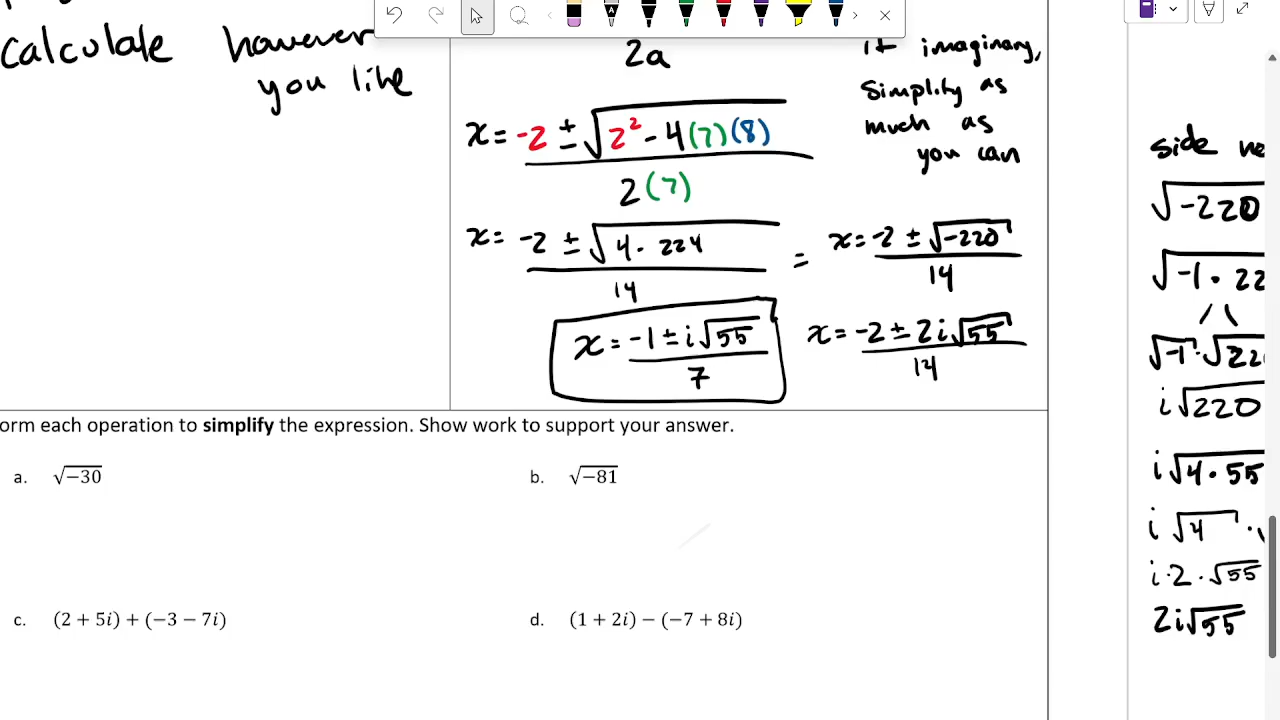 calculate however
you like
2a
if imaginary,
simplify as
much as
you can
x = -2 ± √2² - 4(7)(8)
2(7)
x = -2 ± √4 - 224
14
= x = -2 ± √-220
14
x = -1 ± i√55
7
x = -2 ± 2i√55
14
side
√-220
√-1 · 22
√-1 · √22
i√220
i√4 · 55
i√4 ·
i · 2 · √55
2i√55
orm each operation to simplify the expression. Show work to support your answer.
a. √−30
b. √−81
c. (2 + 5i) + (−3 − 7i)
d. (1 + 2i) − (−7 + 8i)